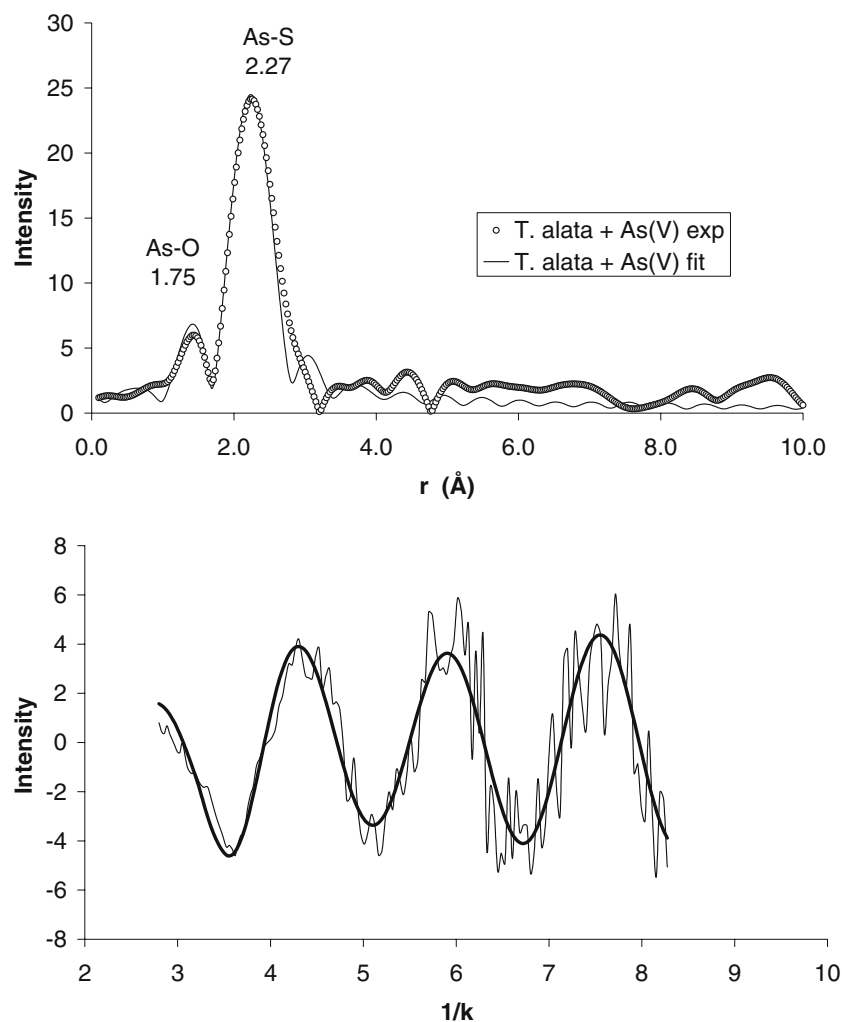 30
25
20
15
10
5
0
Intensity
As-S
2.27
As-O
1.75
T. alata + As(V) exp
T. alata + As(V) fit
0.0 2.0 4.0 6.0 8.0 10.0
r (Å)
8
6
4
2
0
-2
-4
-6
-8
Intensity
2 3 4 5 6 7 8 9 10
1/k